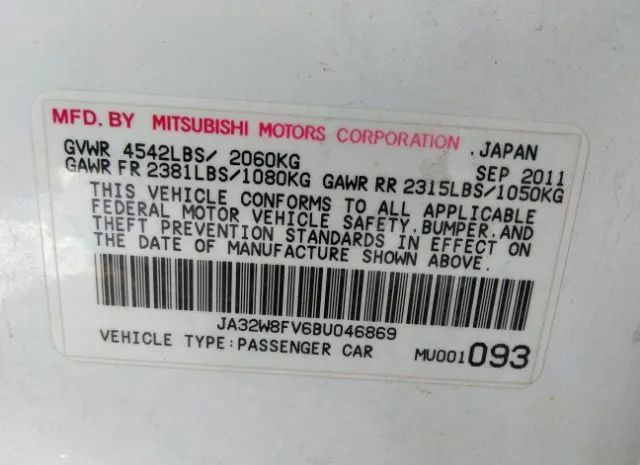 MFD. BY MITSUBISHI MOTORS CORPORATION .JAPAN
GVWR 4542LBS/ 2060KG SEP 2011
GAWR FR 2381LBS/1080KG GAWR RR 2315LBS/1050KG
THIS VEHICLE CONFORMS TO ALL APPLICABLE
FEDERAL MOTOR VEHICLE SAFETY, BUMPER, AND
THEFT PREVENTION STANDARDS IN EFFECT ON
THE DATE OF MANUFACTURE SHOWN ABOVE.
JA32W8FV6BU046869
VEHICLE TYPE:PASSENGER CAR MU001093